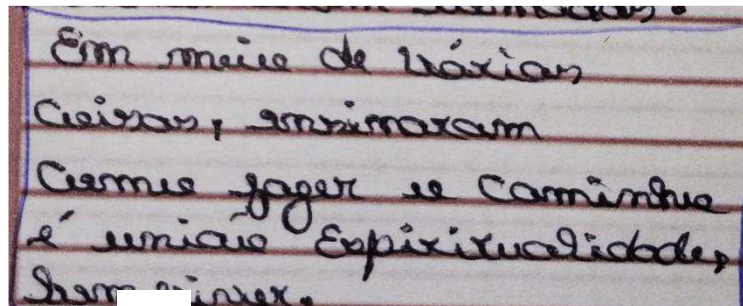 Em meio de várias
Coisas, ensinaram
Como fazer o caminho
é união Espiritualidade,